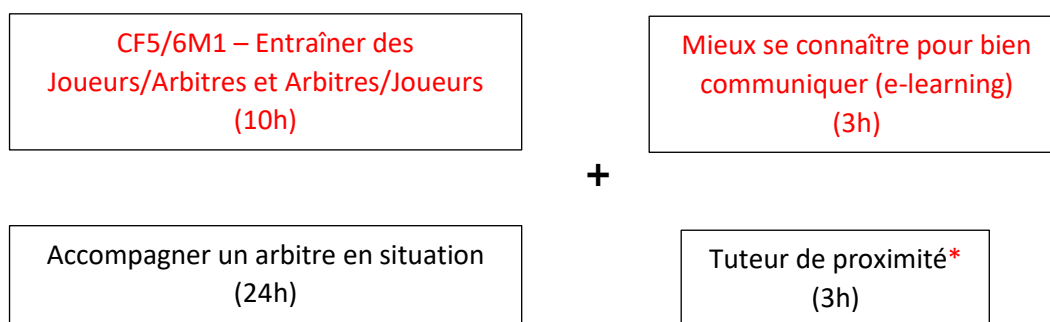 CF5/6M1 – Entraîner des
Joueurs/Arbitres et Arbitres/Joueurs
(10h)
Mieux se connaître pour bien
communiquer (e-learning)
(3h)
+
Accompagner un arbitre en situation
(24h)
Tuteur de proximité*
(3h)